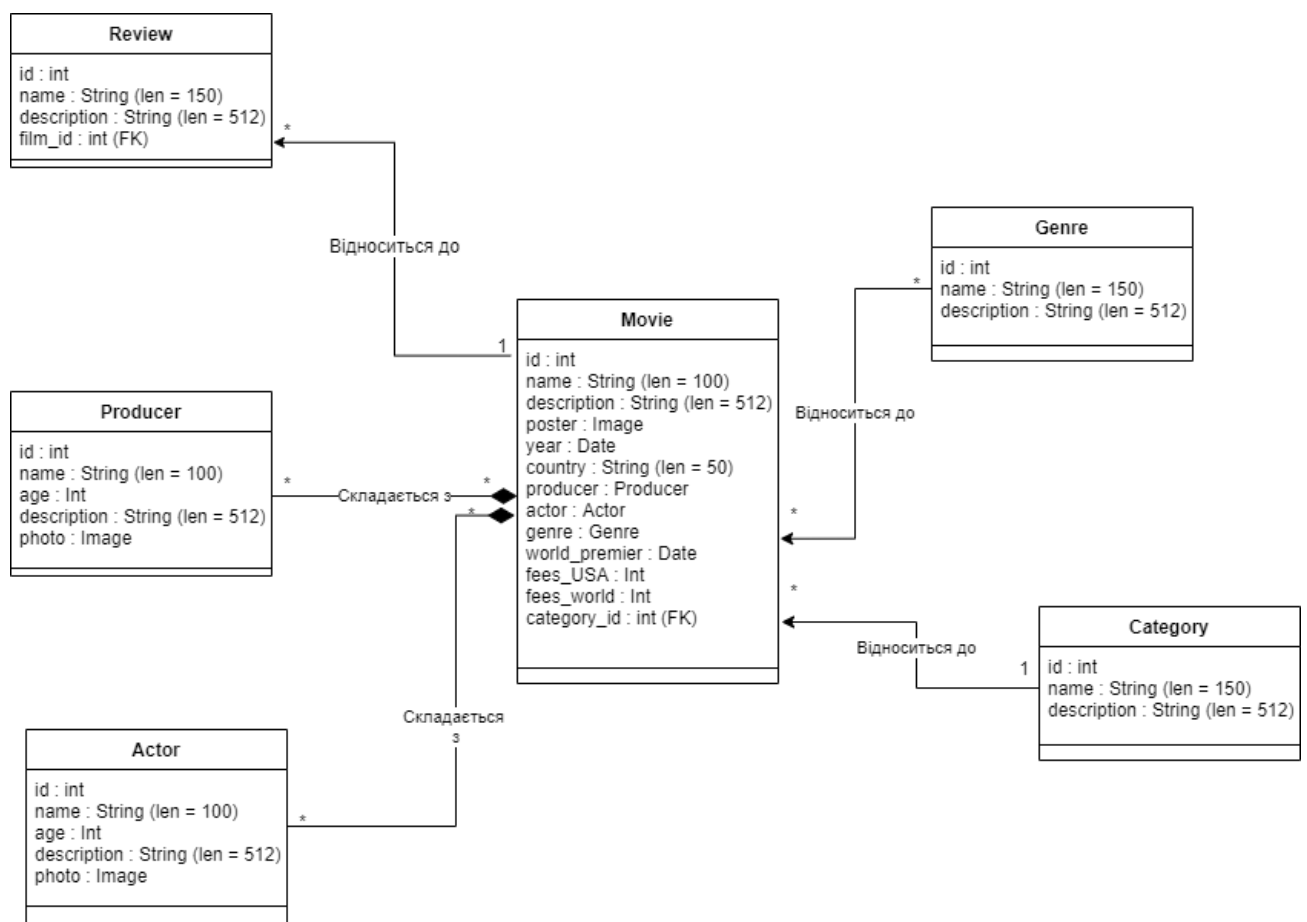 Review
id : int
name : String (len = 150)
description : String (len = 512)
film_id : int (FK)
*
Відноситься до
1
Genre
id : int
name : String (len = 150)
description : String (len = 512)
*
Відноситься до
*
Movie
id : int
name : String (len = 100)
description : String (len = 512)
poster : Image
year : Date
country : String (len = 50)
producer : Producer
actor : Actor
genre : Genre
world_premier : Date
fees_USA : Int
fees_world : Int
category_id : int (FK)
Producer
id : int
name : String (len = 100)
age : Int
description : String (len = 512)
photo : Image
*
Складається з
*
*
Складається
з
*
Actor
id : int
name : String (len = 100)
age : Int
description : String (len = 512)
photo : Image
*
Відноситься до
1
Category
id : int
name : String (len = 150)
description : String (len = 512)